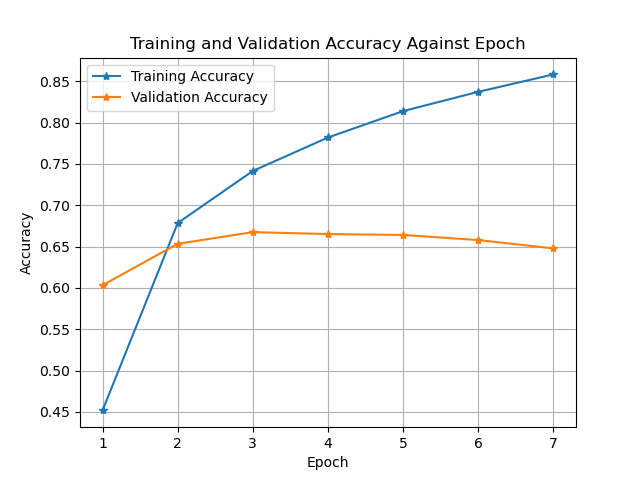 Training and Validation Accuracy Against Epoch
Training Accuracy
Validation Accuracy
Accuracy
0.85
0.80
0.75
0.70
0.65
0.60
0.55
0.50
0.45
1 2 3 4 5 6 7
Epoch